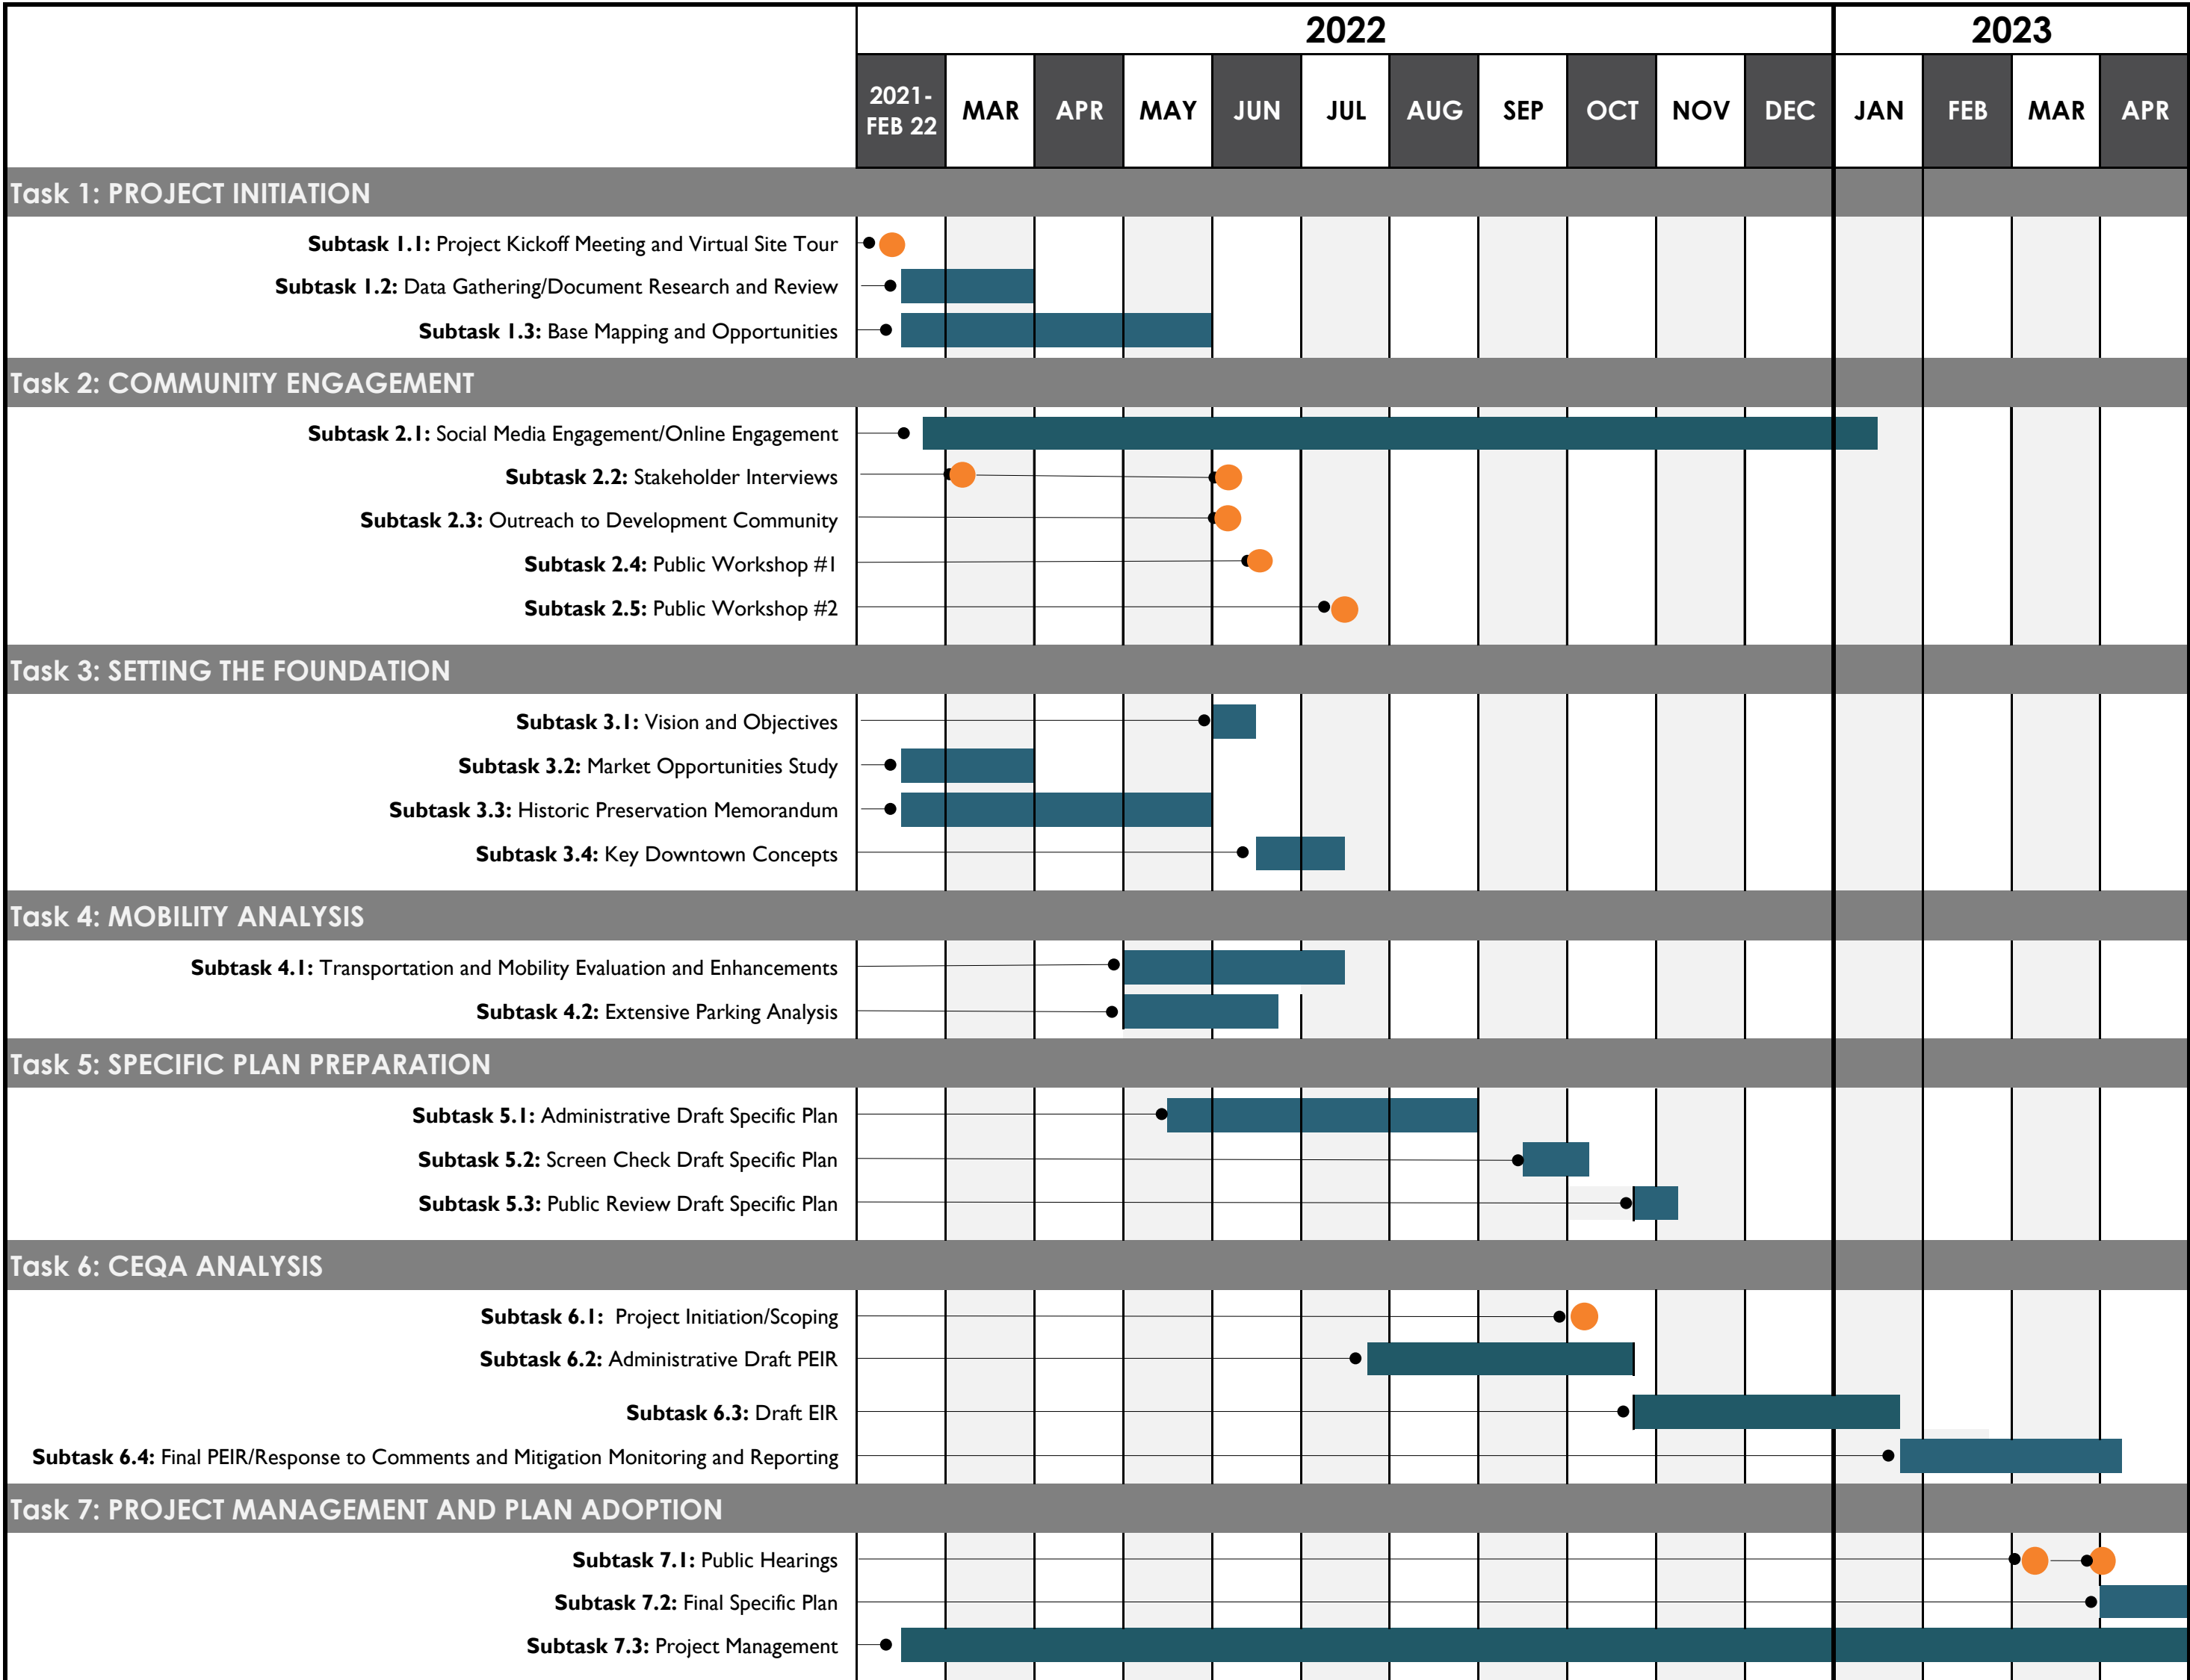 2022
2023
2021-
FEB 22
MAR
APR
MAY
JUN
JUL
AUG
SEP
OCT
NOV
DEC
JAN
FEB
MAR
APR
Task 1: PROJECT INITIATION
Subtask 1.1: Project Kickoff Meeting and Virtual Site Tour
Subtask 1.2: Data Gathering/Document Research and Review
Subtask 1.3: Base Mapping and Opportunities
Task 2: COMMUNITY ENGAGEMENT
Subtask 2.1: Social Media Engagement/Online Engagement
Subtask 2.2: Stakeholder Interviews
Subtask 2.3: Outreach to Development Community
Subtask 2.4: Public Workshop #1
Subtask 2.5: Public Workshop #2
Task 3: SETTING THE FOUNDATION
Subtask 3.1: Vision and Objectives
Subtask 3.2: Market Opportunities Study
Subtask 3.3: Historic Preservation Memorandum
Subtask 3.4: Key Downtown Concepts
Task 4: MOBILITY ANALYSIS
Subtask 4.1: Transportation and Mobility Evaluation and Enhancements
Subtask 4.2: Extensive Parking Analysis
Task 5: SPECIFIC PLAN PREPARATION
Subtask 5.1: Administrative Draft Specific Plan
Subtask 5.2: Screen Check Draft Specific Plan
Subtask 5.3: Public Review Draft Specific Plan
Task 6: CEQA ANALYSIS
Subtask 6.1: Project Initiation/Scoping
Subtask 6.2: Administrative Draft PEIR
Subtask 6.3: Draft EIR
Subtask 6.4: Final PEIR/Response to Comments and Mitigation Monitoring and Reporting
Task 7: PROJECT MANAGEMENT AND PLAN ADOPTION
Subtask 7.1: Public Hearings
Subtask 7.2: Final Specific Plan
Subtask 7.3: Project Management